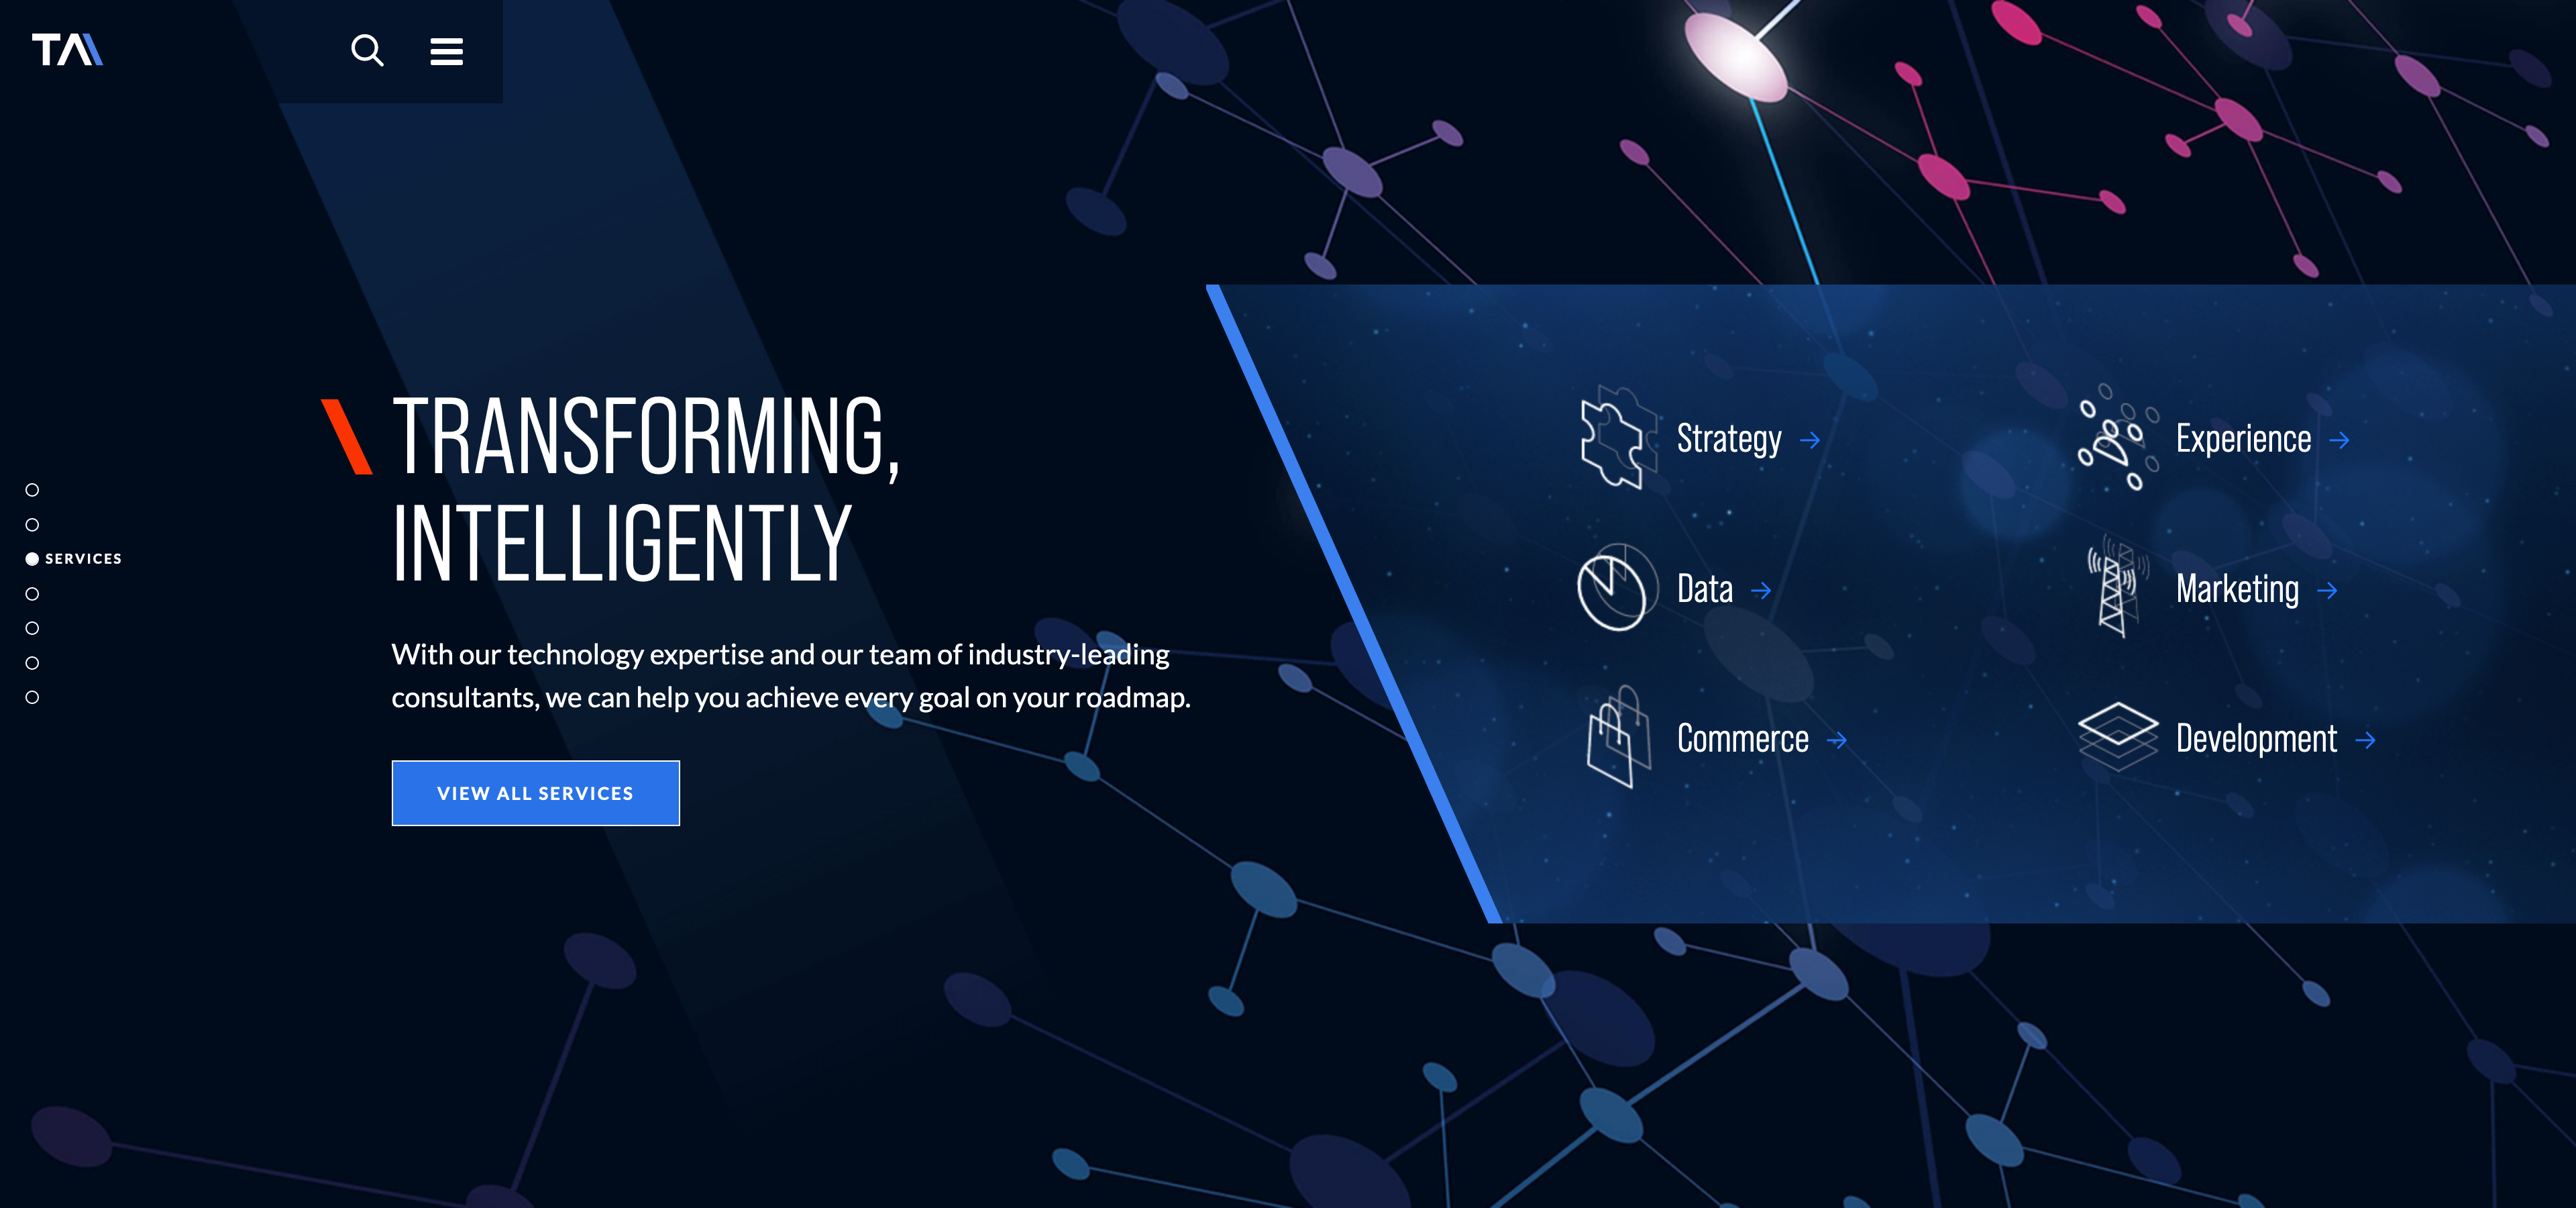 TA
SERVICES
TRANSFORMING,
INTELLIGENTLY
With our technology expertise and our team of industry-leading
consultants, we can help you achieve every goal on your roadmap.
VIEW ALL SERVICES
Strategy
Experience
Data
Marketing
Commerce
Development